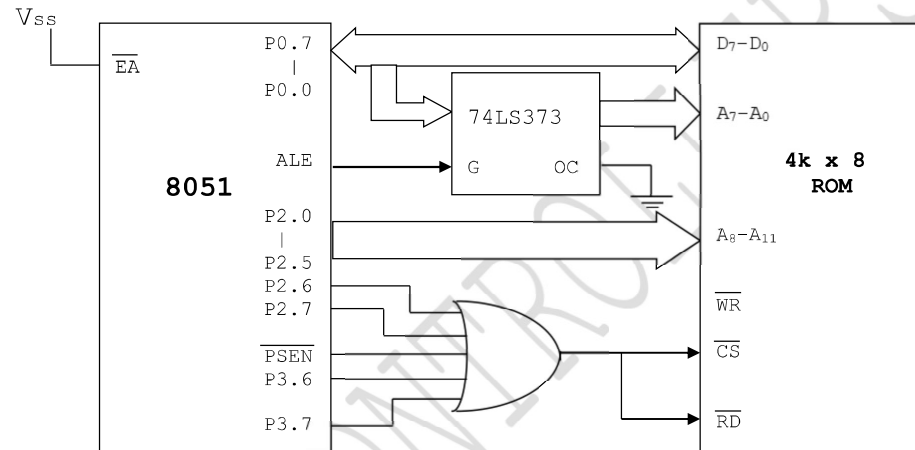 Vss
EA
P0.7
|
P0.0
ALE
8051
P2.0
|
P2.5
P2.6
P2.7
PSEN
P3.6
P3.7
74LS373
G OC
D7-D0
A7-A0
4k x 8
ROM
A8-A11
WR
CS
RD